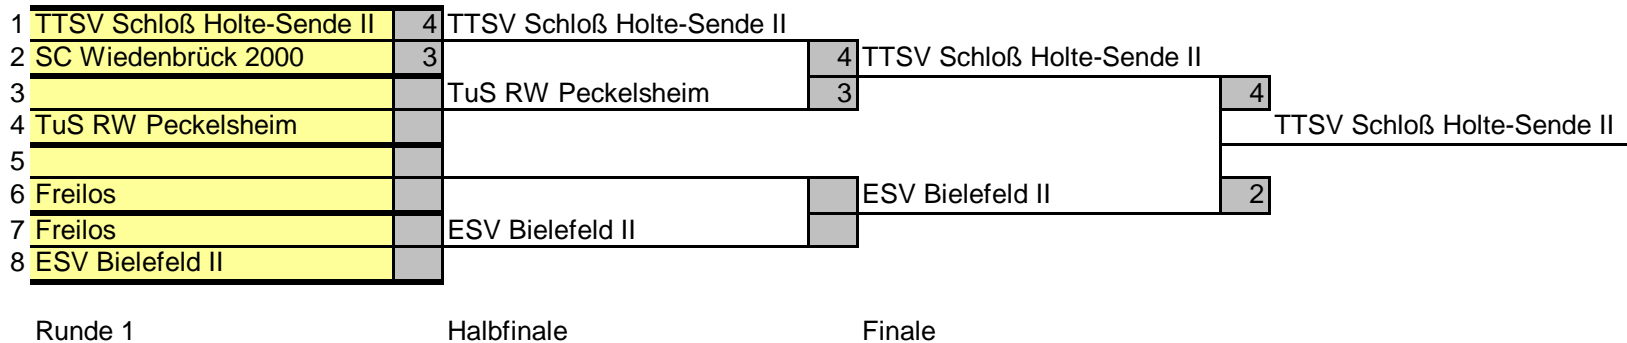 1 TTSV Schloß Holte-Sende II 4 TTSV Schloß Holte-Sende II
2 SC Wiedenbrück 2000 3 4 TTSV Schloß Holte-Sende II
3 TuS RW Peckelsheim 3 4
4 TuS RW Peckelsheim TTSV Schloß Holte-Sende II
5
6 Freilos ESV Bielefeld II 2
7 Freilos ESV Bielefeld II
8 ESV Bielefeld II
Runde 1 Halbfinale Finale